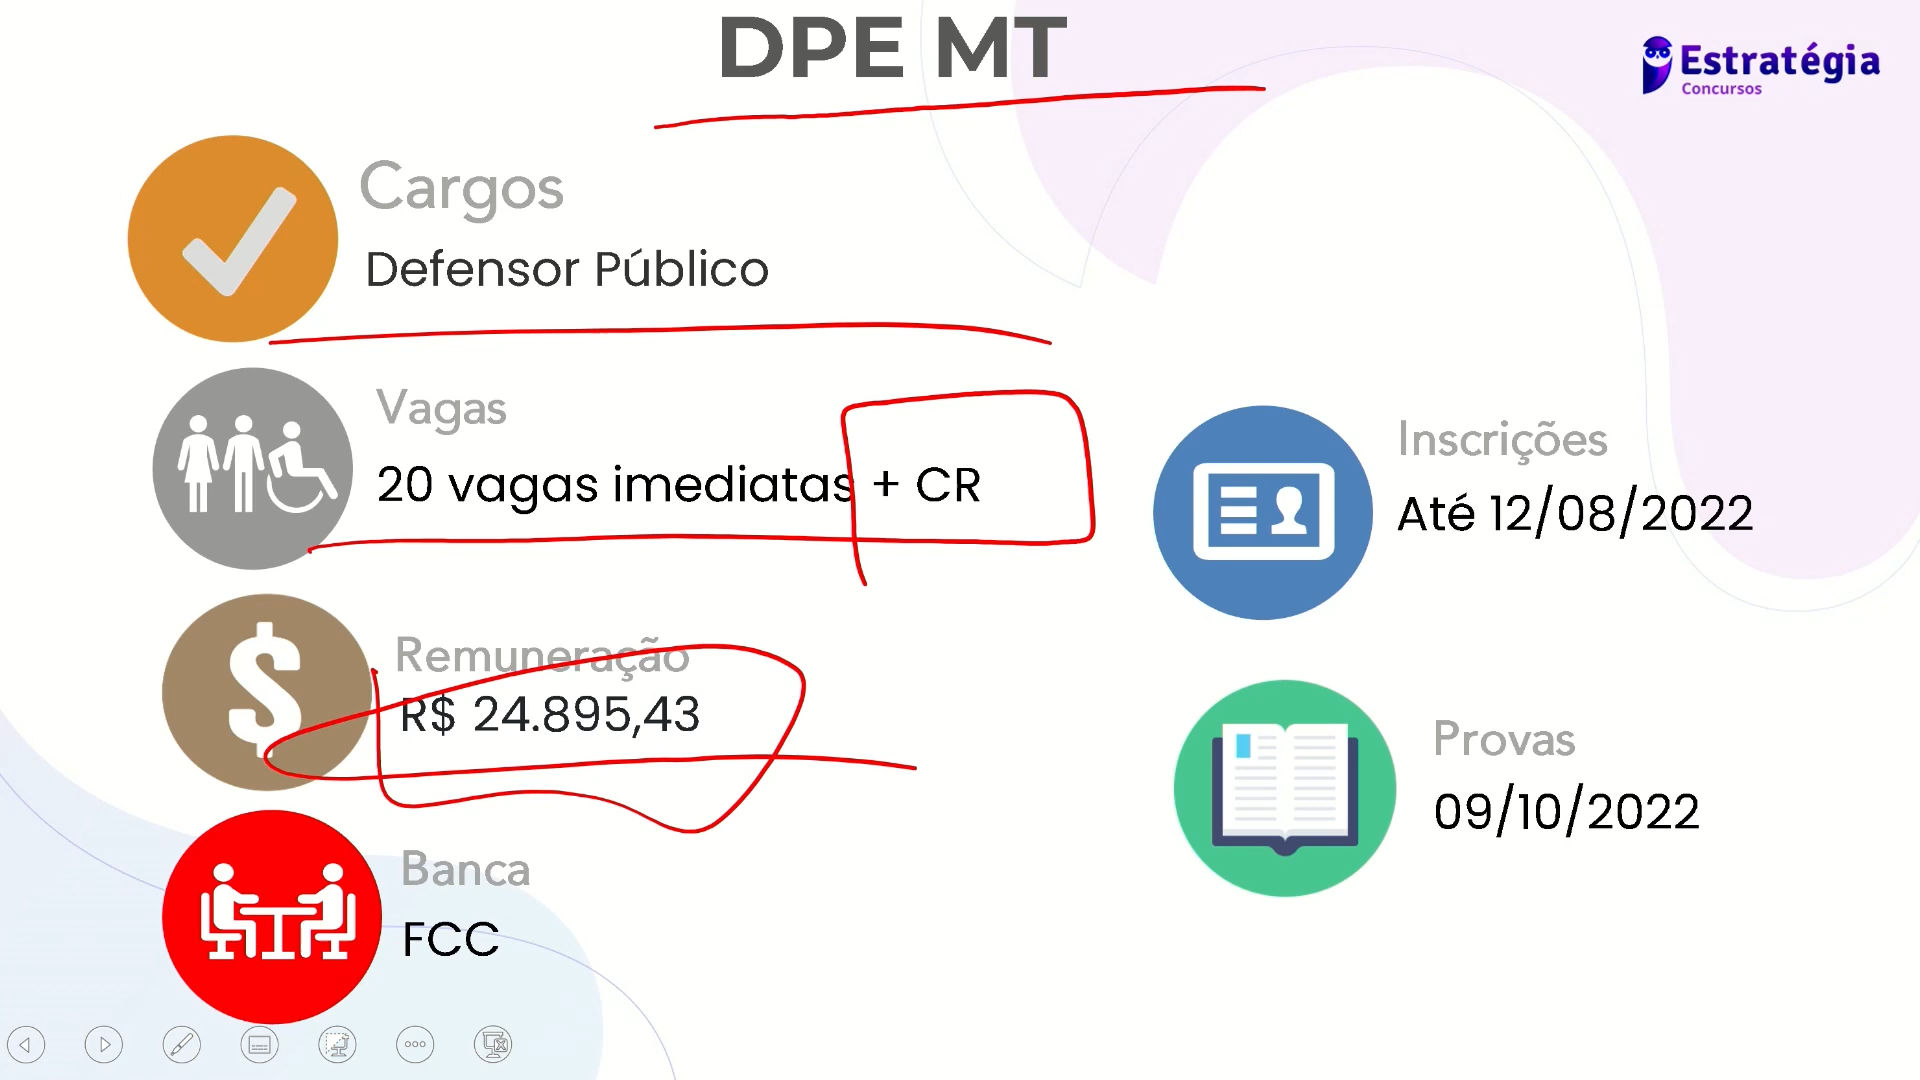 DPE MT
Estratégia
Concursos
Cargos
Defensor Público
Vagas
20 vagas imediatas + CR
Remuneração
R$ 24.895,43
Banca
FCC
Inscrições
Até 12/08/2022
Provas
09/10/2022